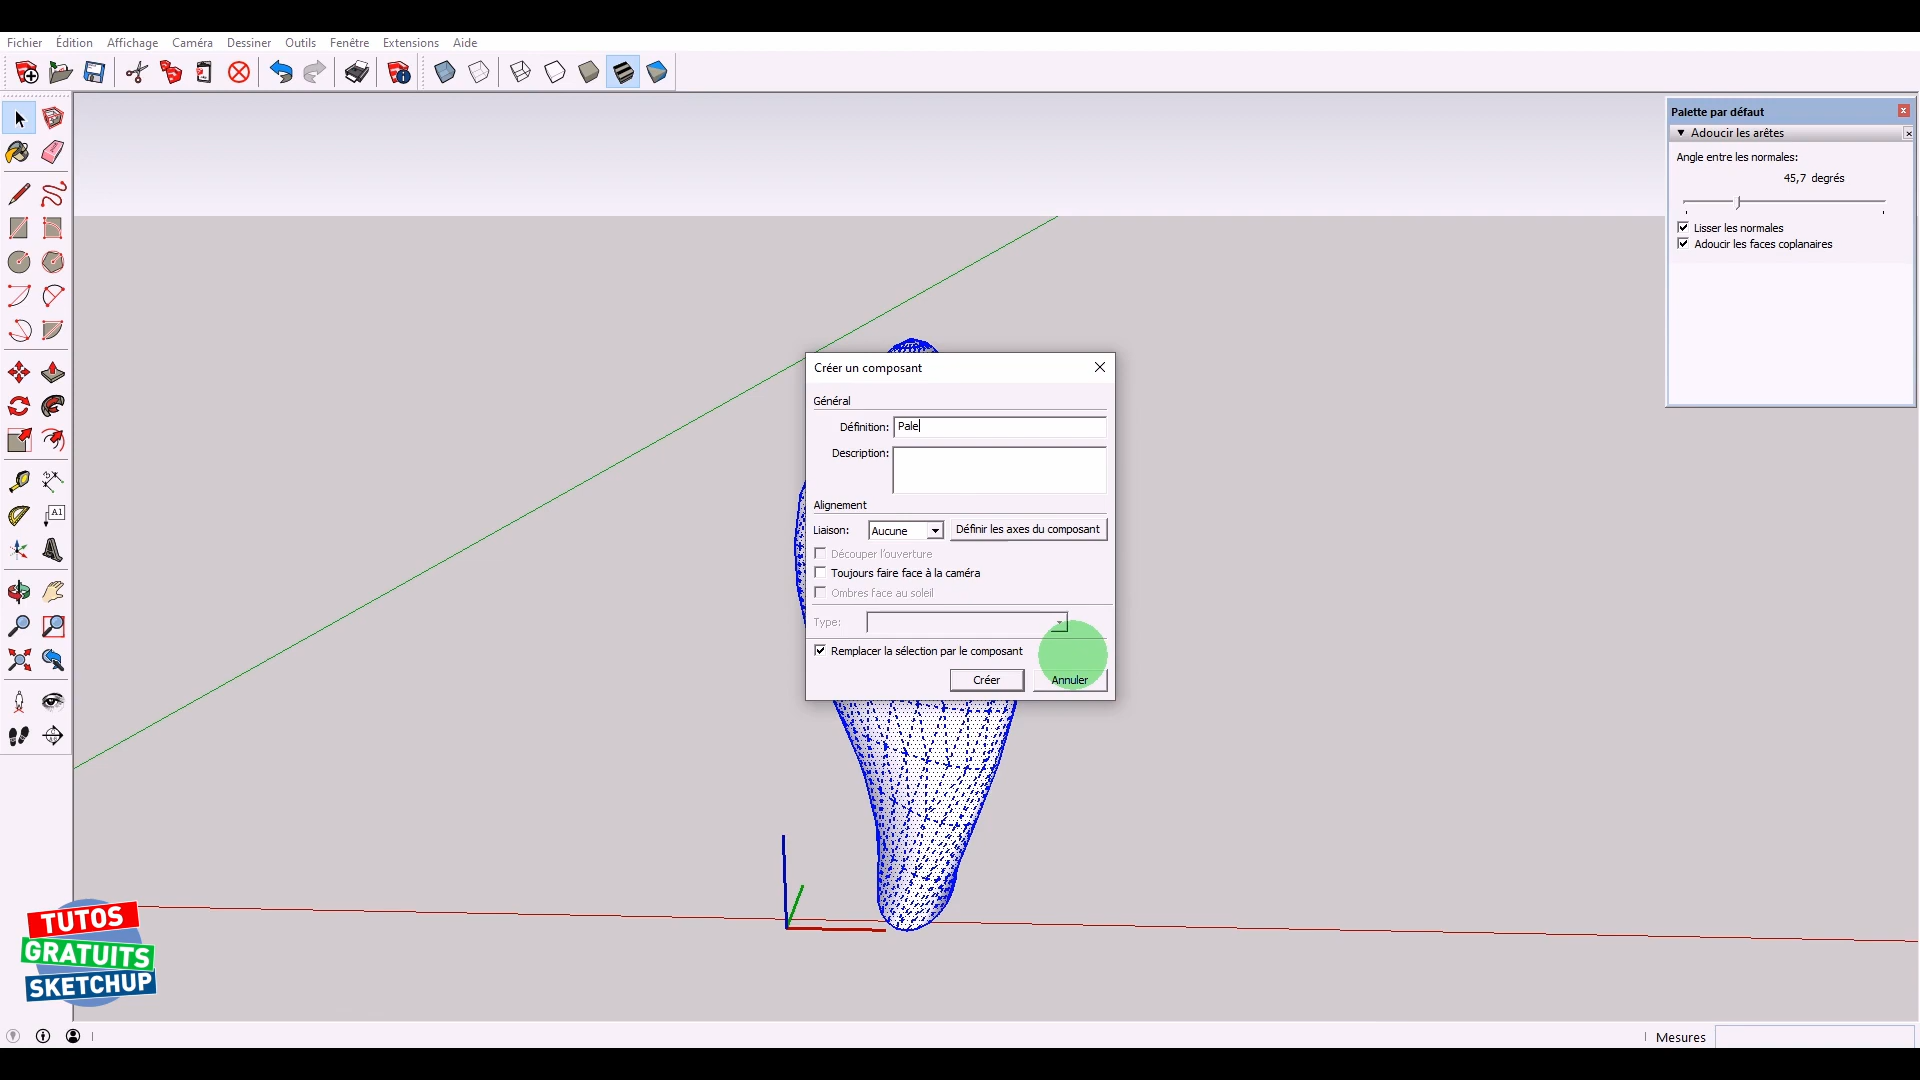 Fichier Édition Affichage Caméra Dessiner Outils Fenêtre Extensions Aide
Palette par défaut
Adoucir les arêtes
Angle entre les normales:
45,7 degrés
Lisser les normales
Adoucir les faces coplanaires
Créer un composant
Général
Définition: Pale
Description:
Alignement
Liaison: Aucune Définir les axes du composant
Découper l'ouverture
Toujours faire face à la caméra
Ombres face au soleil
Type:
Remplacer la sélection par le composant
Créer Annuler
A1
TUTOS
GRATUITS
SKETCHUP
Mesures